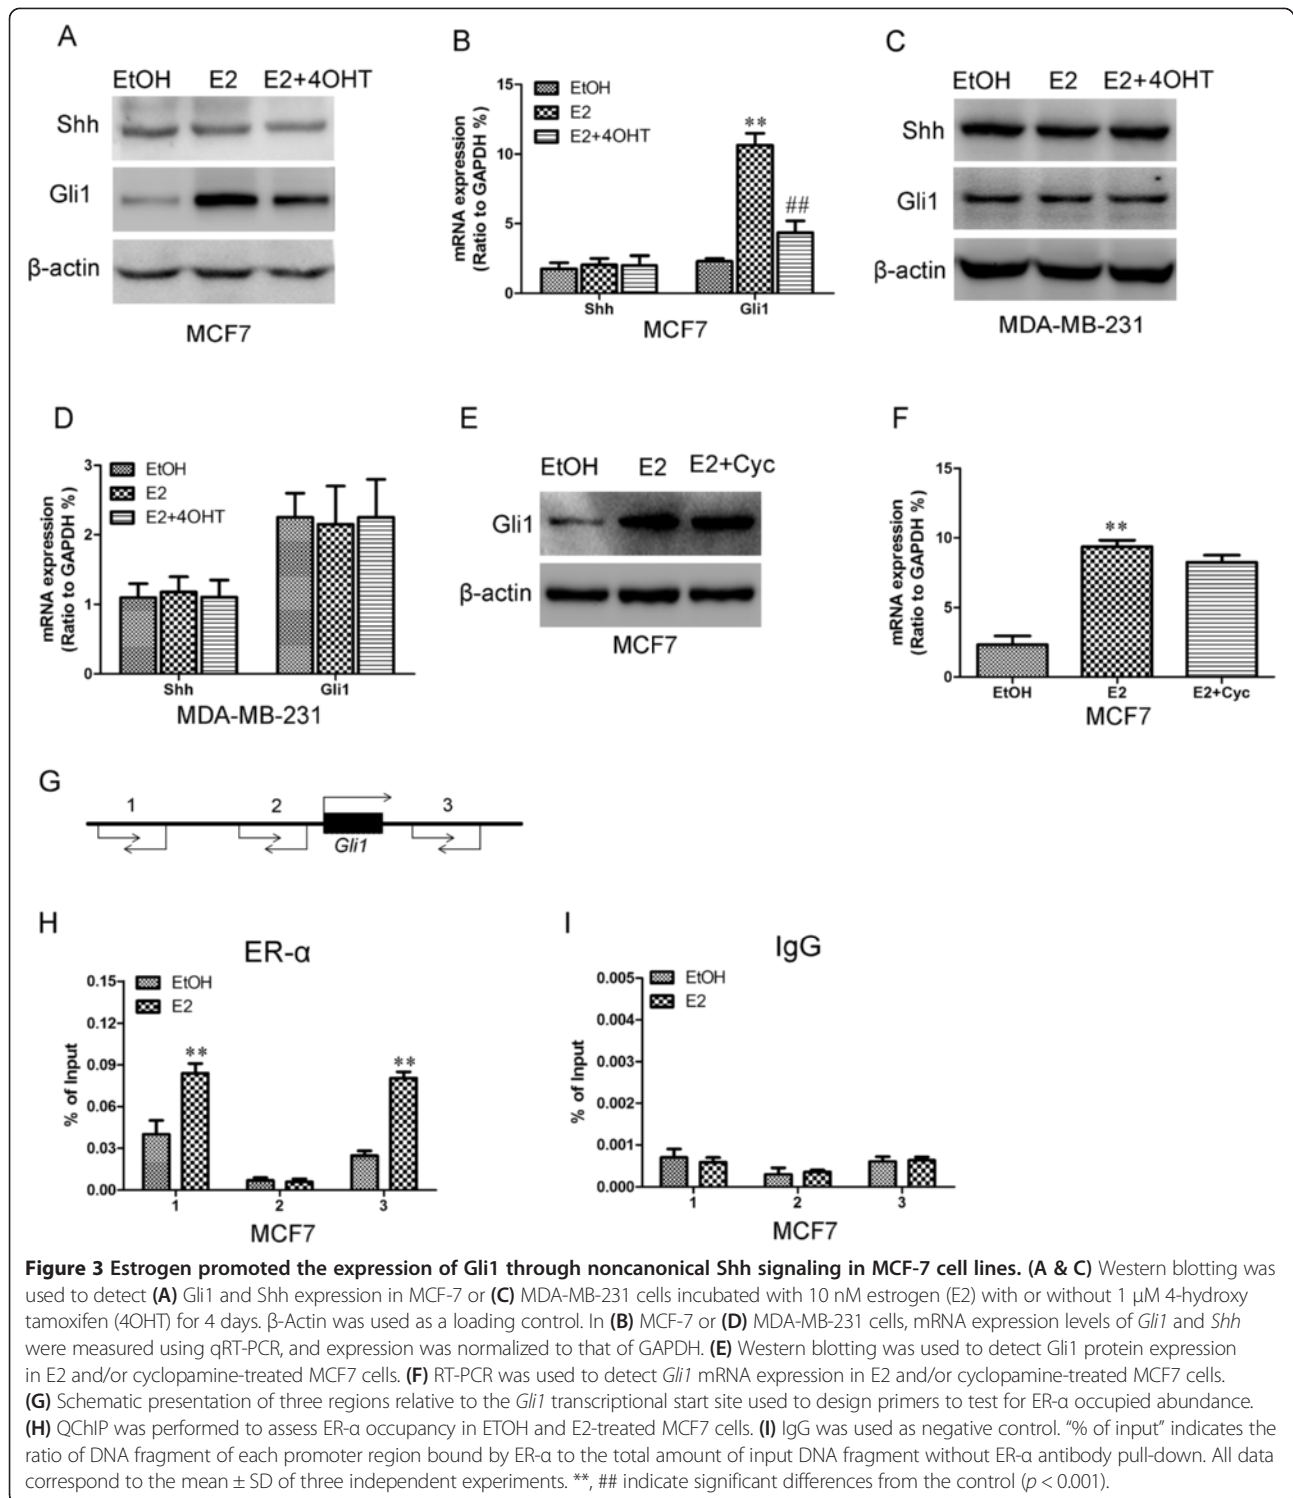 A
EtOH E2 E2+4OHT
Shh
Gli1
β-actin
MCF7
B
mRNA expression
(Ratio to GAPDH %)
15
10
5
0
EtOH
E2
E2+4OHT
**
##
Shh Gli1
MCF7
C
EtOH E2 E2+4OHT
Shh
Gli1
β-actin
MDA-MB-231
D
mRNA expression
(Ratio to GAPDH %)
3
2
1
0
EtOH
E2
E2+4OHT
Shh Gli1
MDA-MB-231
E
EtOH E2 E2+Cyc
Gli1
β-actin
MCF7
F
mRNA expression
(Ratio to GAPDH %)
15
10
5
0
**
EtOH E2 E2+Cyc
MCF7
G
1 2 3
Gli1
H
ER-α
% of Input
0.15
0.12
0.09
0.06
0.03
0.00
EtOH
E2
** **
1 2 3
MCF7
I
IgG
% of Input
0.005
0.004
0.003
0.002
0.001
0.000
EtOH
E2
1 2 3
MCF7
Figure 3 Estrogen promoted the expression of Gli1 through noncanonical Shh signaling in MCF-7 cell lines. (A & C) Western blotting was
used to detect (A) Gli1 and Shh expression in MCF-7 or (C) MDA-MB-231 cells incubated with 10 nM estrogen (E2) with or without 1 μM 4-hydroxy
tamoxifen (4OHT) for 4 days. β-Actin was used as a loading control. In (B) MCF-7 or (D) MDA-MB-231 cells, mRNA expression levels of Gli1 and Shh
were measured using qRT-PCR, and expression was normalized to that of GAPDH. (E) Western blotting was used to detect Gli1 protein expression
in E2 and/or cyclopamine-treated MCF7 cells. (F) RT-PCR was used to detect Gli1 mRNA expression in E2 and/or cyclopamine-treated MCF7 cells.
(G) Schematic presentation of three regions relative to the Gli1 transcriptional start site used to design primers to test for ER-α occupied abundance.
(H) QChIP was performed to assess ER-α occupancy in ETOH and E2-treated MCF7 cells. (I) IgG was used as negative control. “% of input” indicates the
ratio of DNA fragment of each promoter region bound by ER-α to the total amount of input DNA fragment without ER-α antibody pull-down. All data
correspond to the mean ± SD of three independent experiments. **, ## indicate significant differences from the control (p < 0.001).